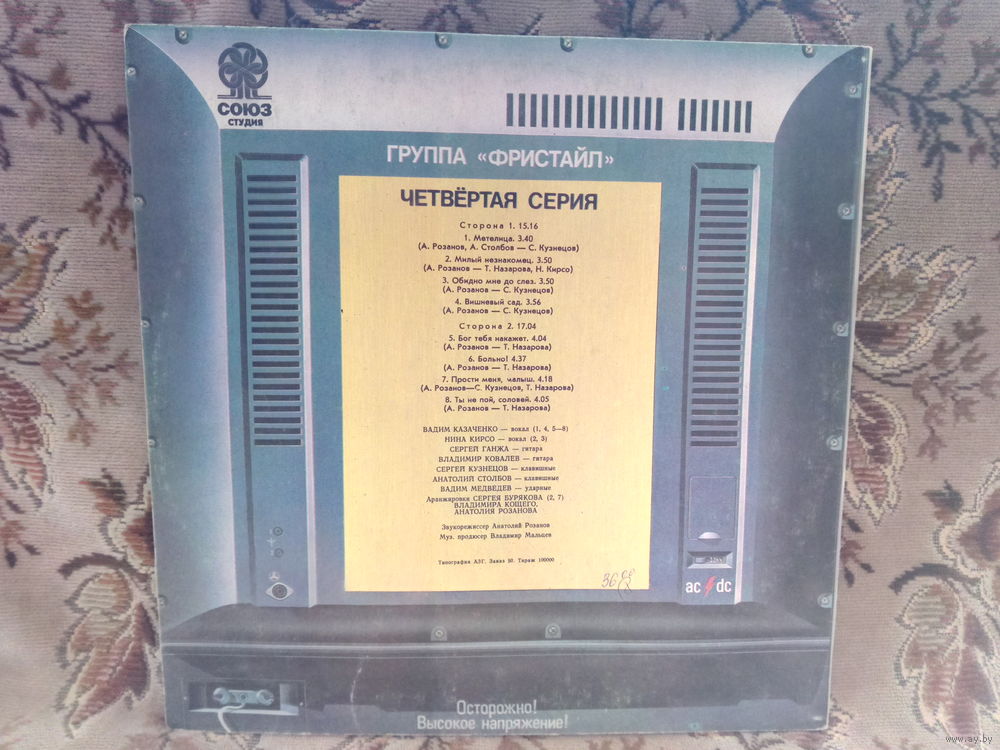 СОЮЗ
СТУДИЯ
ГРУППА «ФРИСТАЙЛ»
ЧЕТВЁРТАЯ СЕРИЯ
Сторона 1. 15.16
1. Метелица. 3.40
(А. Розанов, А. Столбов — С. Кузнецов)
2. Милый незнакомец. 3.50
(А. Розанов — Т. Назарова, Н. Кирсо)
3. Обидно мне до слез. 3.50
(А. Розанов — С. Кузнецов)
4. Вишневый сад. 3.56
(А. Розанов — С. Кузнецов)
Сторона 2. 17.04
5. Бог тебя накажет. 4.04
(А. Розанов — Т. Назарова)
6. Больно! 4.37
(А. Розанов — Т. Назарова)
7. Прости меня, малыш. 4.18
(А. Розанов—С. Кузнецов, Т. Назарова)
8. Ты не пой, соловей. 4.05
(А. Розанов — Т. Назарова)
ВАДИМ КАЗАЧЕНКО — вокал (1, 4, 5—8)
НИНА КИРСО — вокал (2, 3)
СЕРГЕЙ ГАНЖА — гитара
ВЛАДИМИР КОВАЛЕВ — гитара
СЕРГЕЙ КУЗНЕЦОВ — клавишные
АНАТОЛИЙ СТОЛБОВ — клавишные
ВАДИМ МЕДВЕДЕВ — ударные
Аранжировки СЕРГЕЯ БУРЯКОВА (2, 7)
ВЛАДИМИРА КОЩЕГО,
АНАТОЛИЯ РОЗАНОВА
Звукорежиссер Анатолий Розанов
Муз. продюсер Владимир Мальцев
Типография АЗГ. Заказ 50. Тираж 100000
ac dc
Осторожно!
Высокое напряжение!
www.ay.by